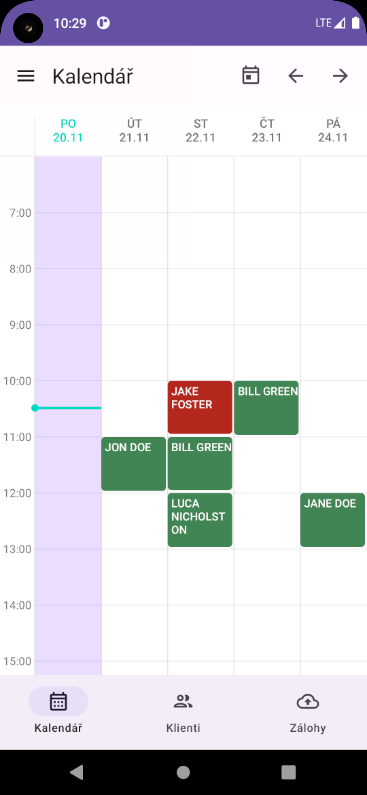 10:29
LTE
Kalendář
PO
20.11
ÚT
21.11
ST
22.11
ČT
23.11
PÁ
24.11
7:00
8:00
9:00
10:00
JAKE
FOSTER
BILL GREEN
11:00
JON DOE
BILL GREEN
12:00
LUCA
NICHOLST
ON
JANE DOE
13:00
14:00
15:00
Kalendář
Klienti
Zálohy